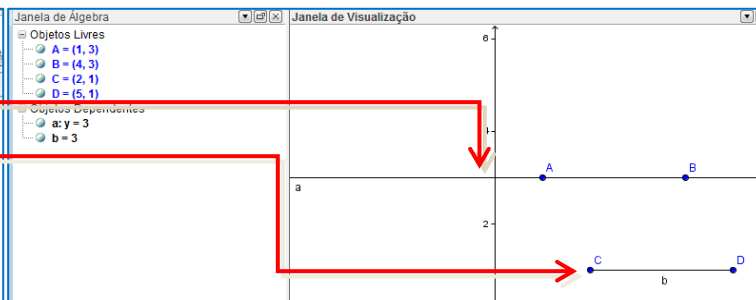 Janela de Álgebra
Objetos Livres
A = (1, 3)
B = (4, 3)
C = (2, 1)
D = (5, 1)
Objetos Dependentes
a: y = 3
b = 3
Janela de Visualização
6
4
A
B
a
2
C
D
b